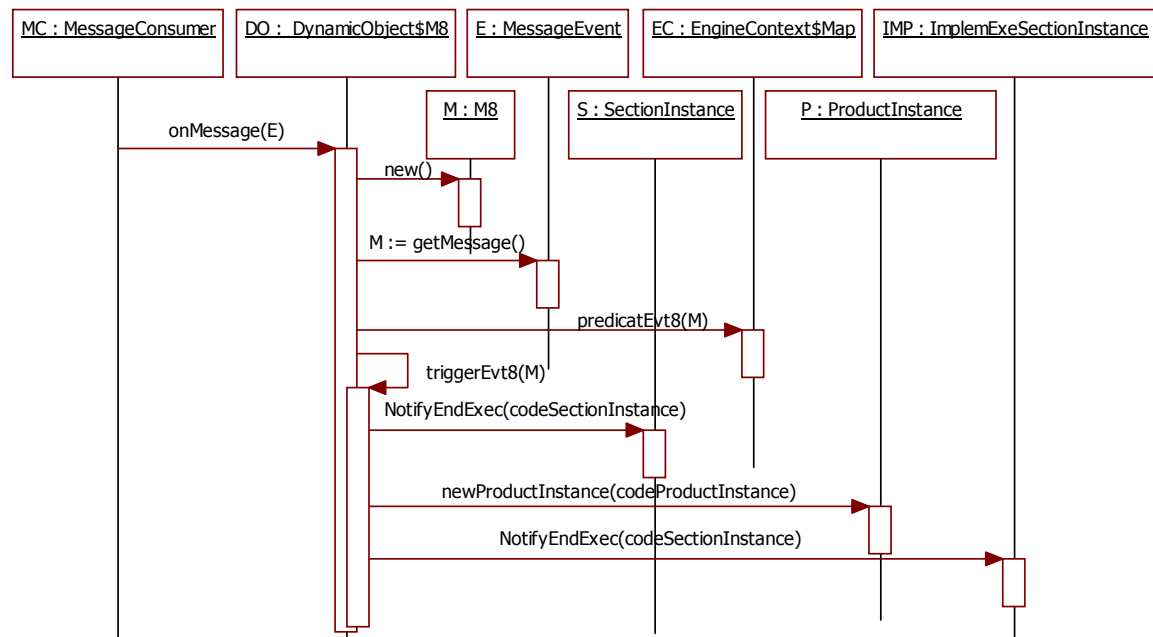 MC : MessageConsumer
DO : DynamicObject$M8
E : MessageEvent
EC : EngineContext$Map
IMP : ImplemExeSectionInstance
M : M8
S : SectionInstance
P : ProductInstance
onMessage(E)
new()
M := getMessage()
predicatEvt8(M)
triggerEvt8(M)
NotifyEndExec(codeSectionInstance)
newProductInstance(codeProductInstance)
NotifyEndExec(codeSectionInstance)